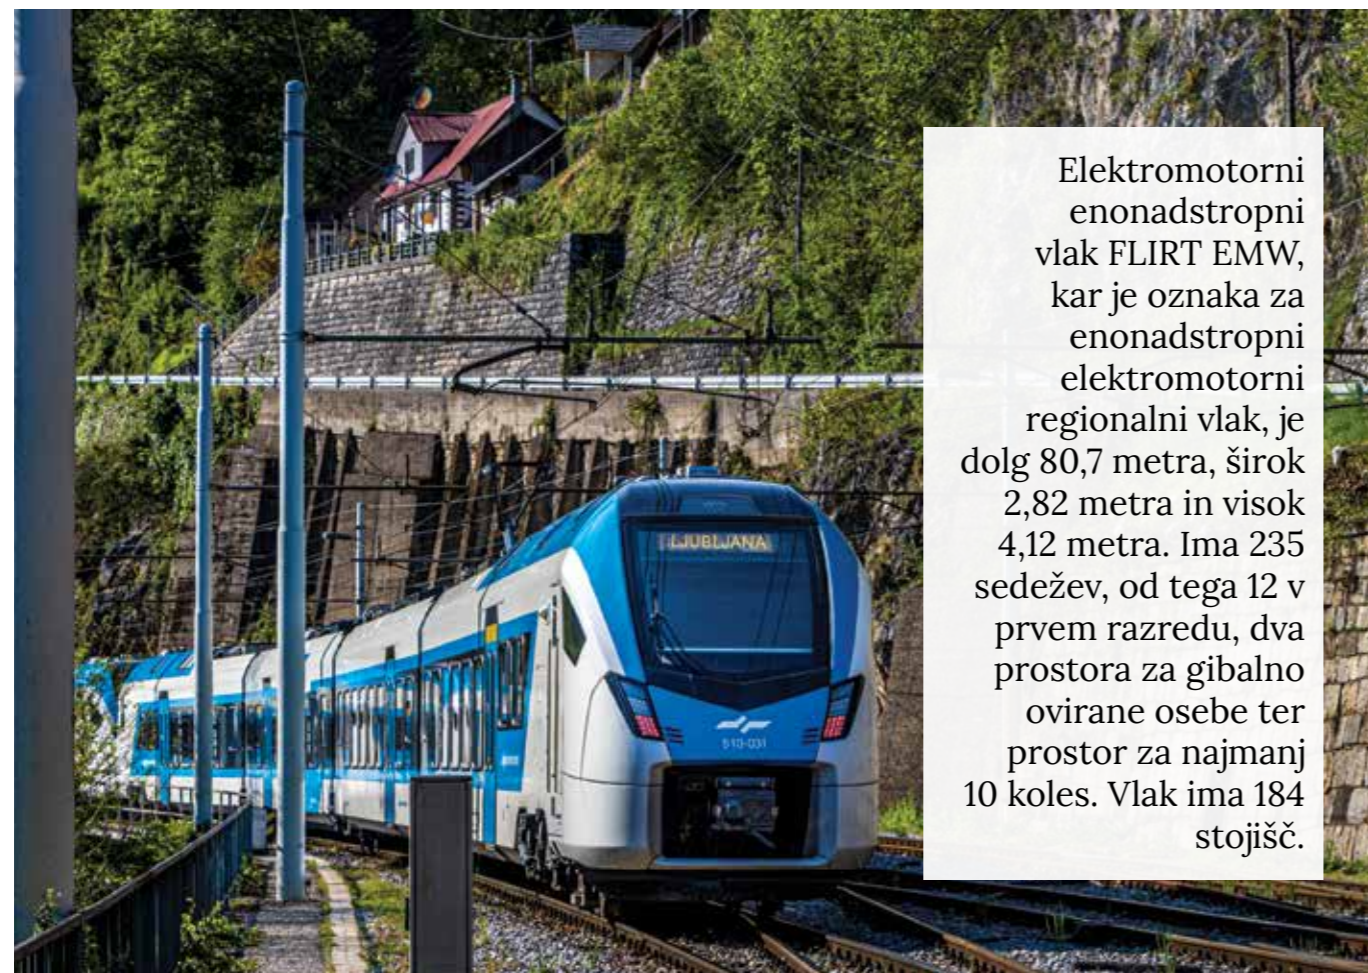 Elektromotorni
enonadstropni
vlak FLIRT EMW,
kar je oznaka za
enonadstropni
elektromotorni
regionalni vlak, je
dolg 80,7 metra, širok
2,82 metra in visok
4,12 metra. Ima 235
sedežev, od tega 12 v
prvem razredu, dva
prostora za gibalno
ovirane osebe ter
prostor za najmanj
10 koles. Vlak ima 184
stojišč.
LJUBLJANA
510-031